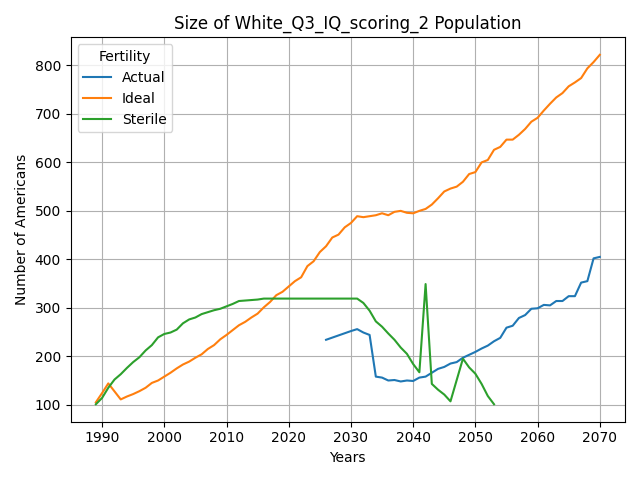 Size of White_Q3_IQ_scoring_2 Population
Fertility
Actual
Ideal
Sterile
Number of Americans
800
700
600
500
400
300
200
100
1990 2000 2010 2020 2030 2040 2050 2060 2070
Years